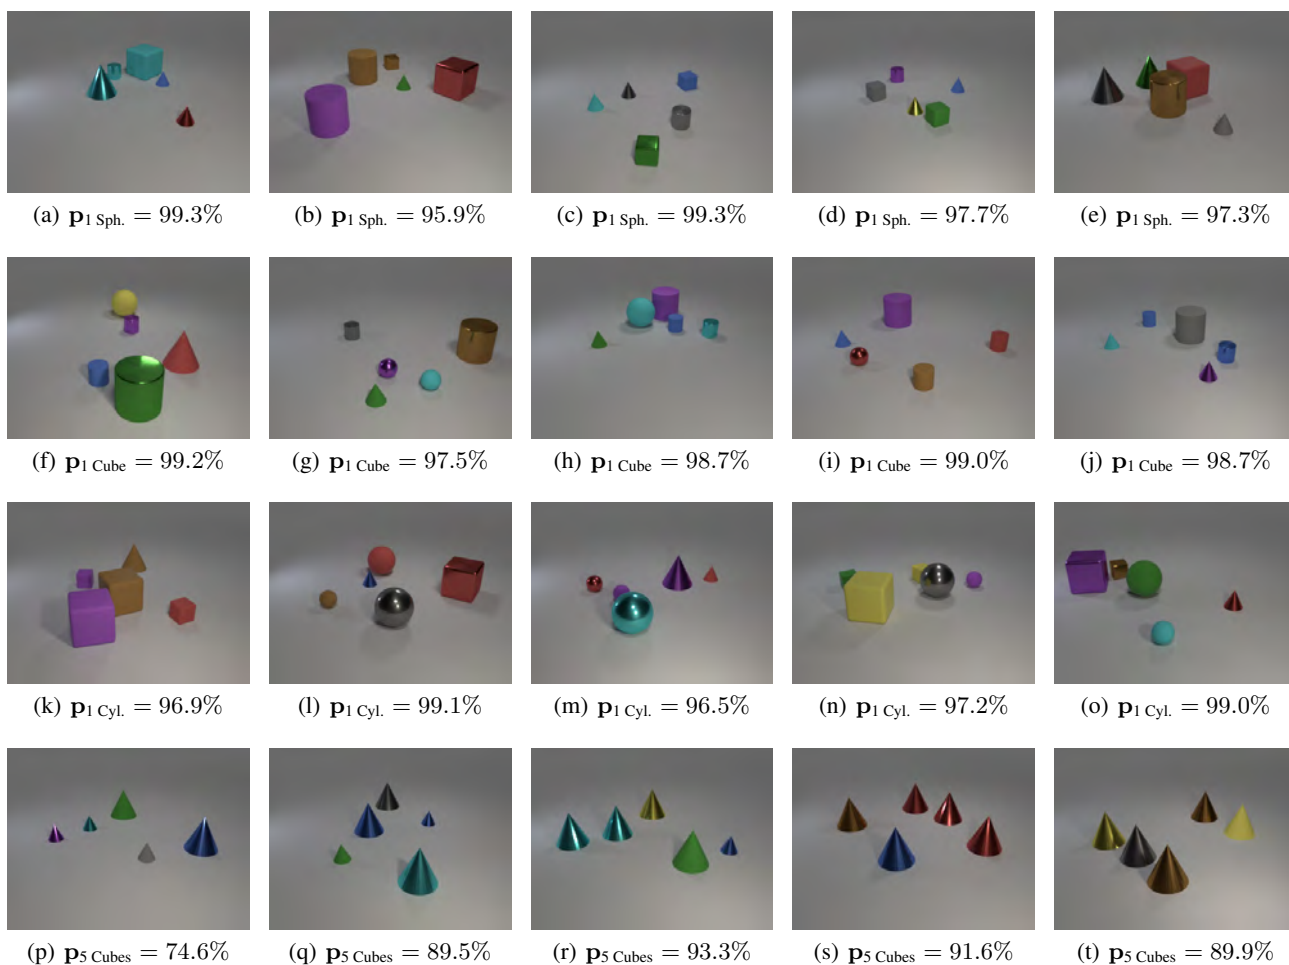 (a) p1 Sph. = 99.3%
(b) p1 Sph. = 95.9%
(c) p1 Sph. = 99.3%
(d) p1 Sph. = 97.7%
(e) p1 Sph. = 97.3%
(f) p1 Cube = 99.2%
(g) p1 Cube = 97.5%
(h) p1 Cube = 98.7%
(i) p1 Cube = 99.0%
(j) p1 Cube = 98.7%
(k) p1 Cyl. = 96.9%
(l) p1 Cyl. = 99.1%
(m) p1 Cyl. = 96.5%
(n) p1 Cyl. = 97.2%
(o) p1 Cyl. = 99.0%
(p) p5 Cubes = 74.6%
(q) p5 Cubes = 89.5%
(r) p5 Cubes = 93.3%
(s) p5 Cubes = 91.6%
(t) p5 Cubes = 89.9%